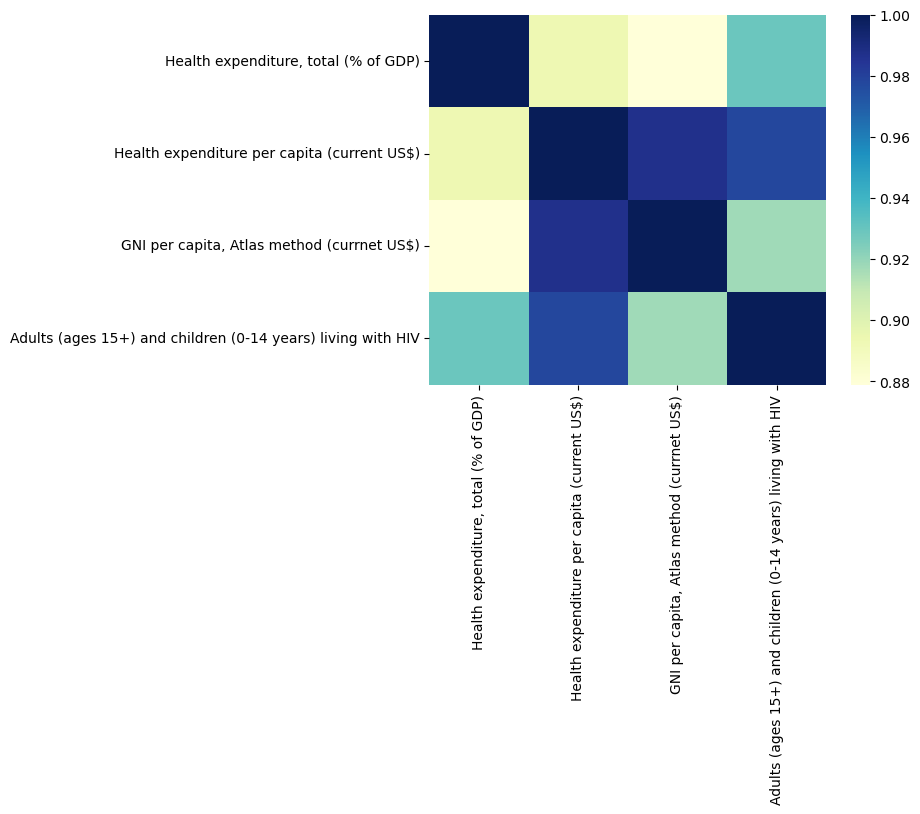 Health expenditure, total (% of GDP)
Health expenditure per capita (current US$)
GNI per capita, Atlas method (currnet US$)
Adults (ages 15+) and children (0-14 years) living with HIV
Health expenditure, total (% of GDP)
Health expenditure per capita (current US$)
GNI per capita, Atlas method (currnet US$)
Adults (ages 15+) and children (0-14 years) living with HIV
1.00
0.98
0.96
0.94
0.92
0.90
0.88